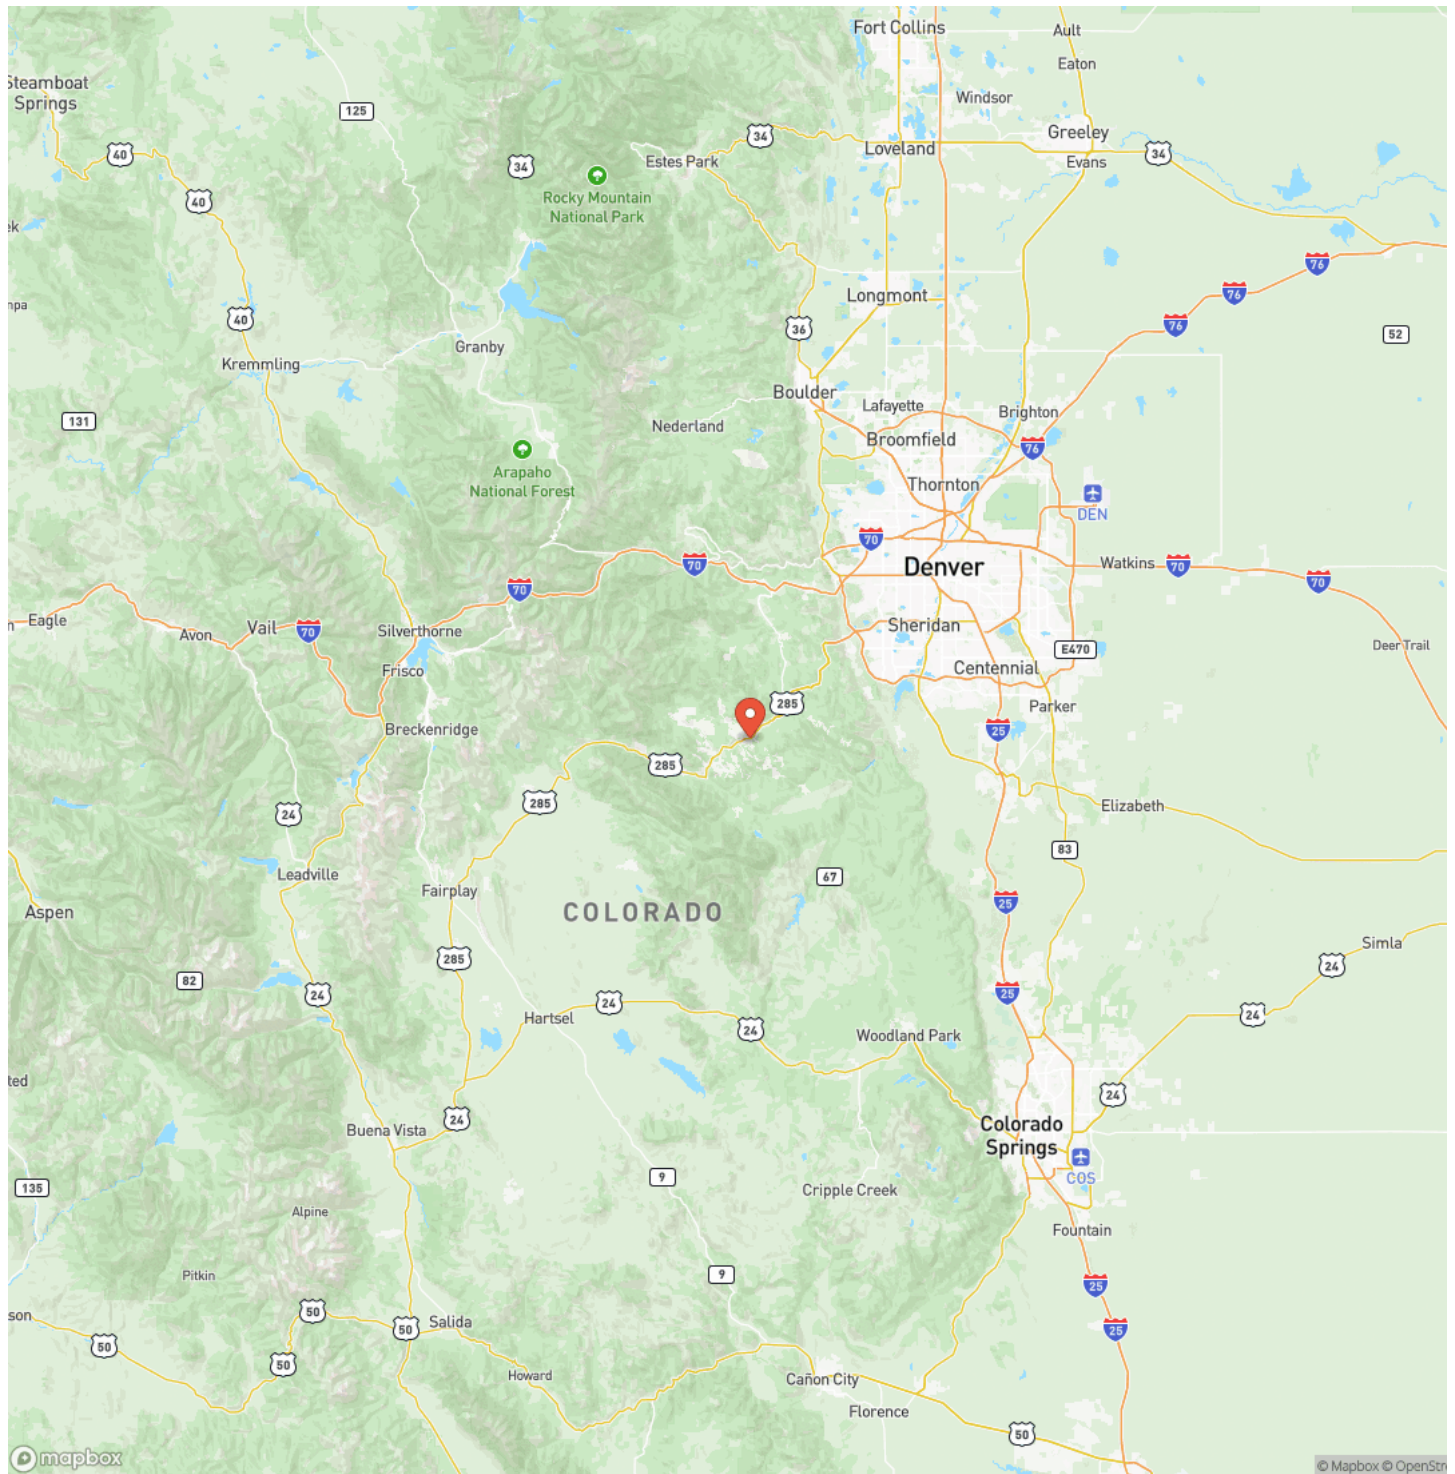 Fort Collins
Ault
Eaton
Steamboat
Springs
Windsor
125
Greeley
34
Loveland
40
34
Estes Park
Evans
34
Rocky Mountain
National Park
40
76
76
Longmont
40
76
36
52
Granby
Kremmling
Boulder
Lafayette
Brighton
131
Nederland
Broomfield
76
Arapaho
National Forest
Thornton
DEN
70
70
Denver
Watkins
70
70
70
Eagle
Avon
Vail
70
Silverthorne
Sheridan
E470
Deer Trail
Frisco
Centennial
285
Parker
Breckenridge
25
285
285
Elizabeth
24
83
Leadville
67
Fairplay
25
Aspen
COLORADO
Simla
285
24
82
24
25
24
Hartsel
24
24
Woodland Park
24
24
Buena Vista
Colorado
Springs
9
COS
135
Cripple Creek
Alpine
Fountain
Pitkin
9
25
50
Salida
50
25
50
50
Howard
Cañon City
Florence
50
mapbox
© Mapbox © OpenStr